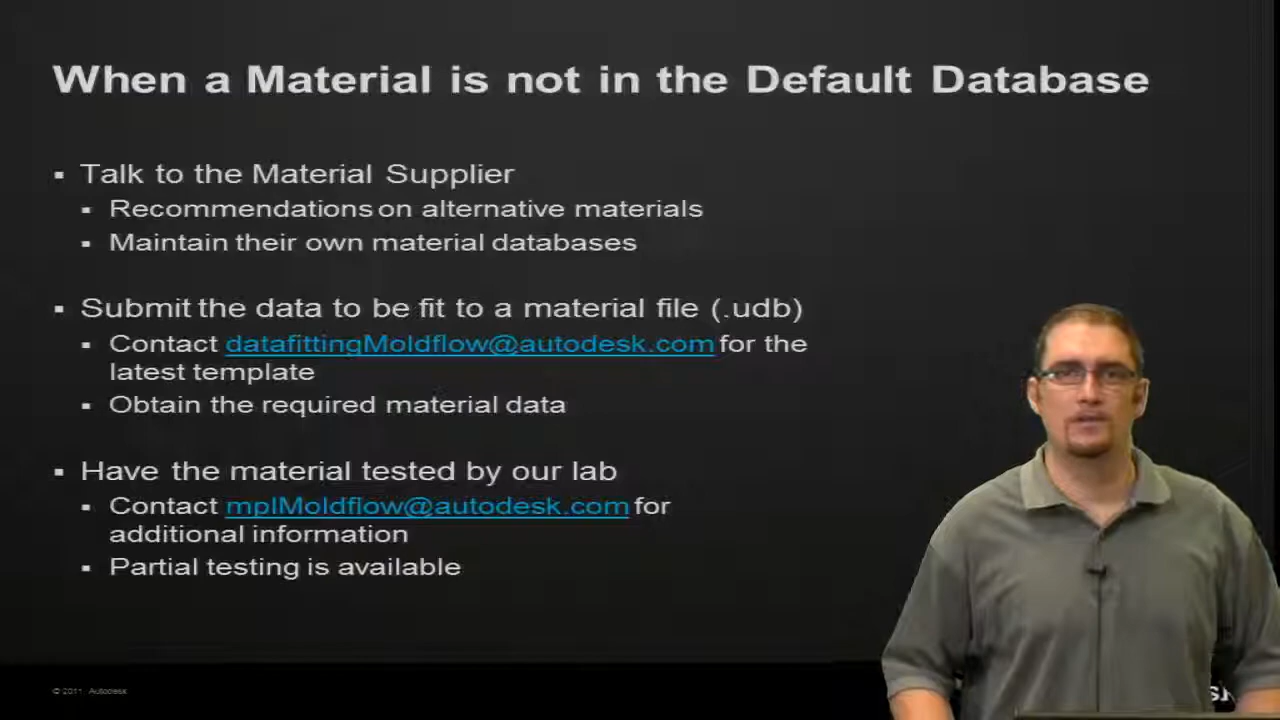 When a Material is not in the Default Database
▪ Talk to the Material Supplier
▪ Recommendations on alternative materials
▪ Maintain their own material databases
▪ Submit the data to be fit to a material file (.udb)
▪ Contact datafittingMoldflow@autodesk.com for the
latest template
▪ Obtain the required material data
▪ Have the material tested by our lab
▪ Contact mplMoldflow@autodesk.com for
additional information
▪ Partial testing is available
© 2011 Autodesk